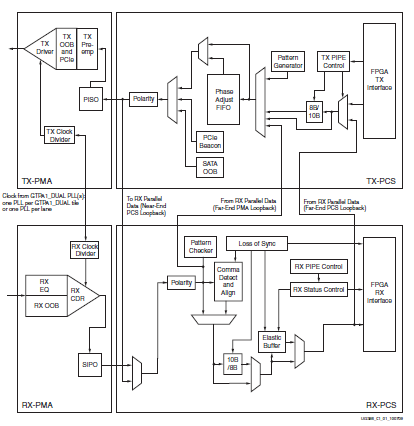 TX
Driver
TX
OOB
and
PCIe
TX
Pre-
emp
PISO
Polarity
TX Clock
Divider
Phase
Adjust
FIFO
PCIe
Beacon
SATA
OOB
Pattern
Generator
TX PIPE
Control
8B/
10B
FPGA
TX
Interface
TX-PMA
TX-PCS
Clock from GTPA1_DUAL PLL(s):
one PLL per GTPA1_DUAL tile
or one PLL per lane
To RX Parallel
Data (Near-End
PCS Loopback)
From RX Parallel Data
(Far-End PMA Loopback)
From RX Parallel Data
(Far-End PCS Loopback)
RX Clock
Divider
RX
EQ
RX OOB
RX
CDR
SIPO
Polarity
Pattern
Checker
Loss of Sync
Comma
Detect
and
Align
RX PIPE Control
RX Status Control
FPGA
RX
Interface
Elastic
Buffer
10B
/8B
RX-PMA
RX-PCS